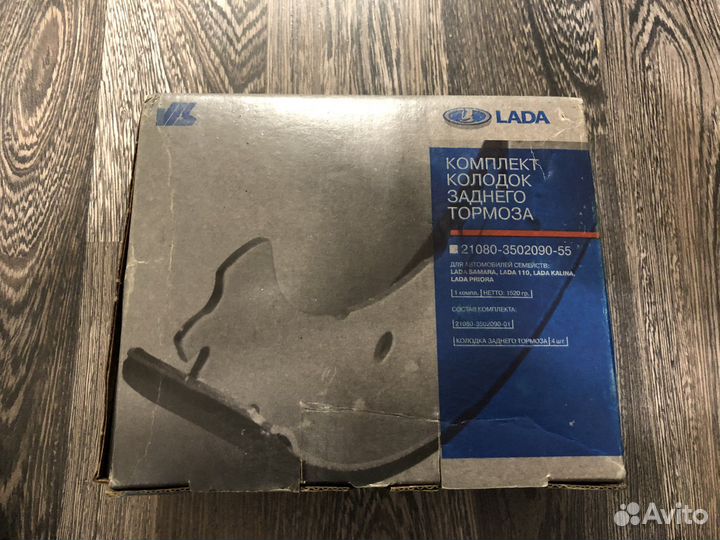 LADA
КОМПЛЕКТ
КОЛОДОК
ЗАДНЕГО
ТОРМОЗА
21080-3502090-55
ДЛЯ АВТОМОБИЛЕЙ СЕМЕЙСТВ:
LADA SAMARA, LADA 110, LADA KALINA,
LADA PRIORA
1 компл. НЕТТО: 1520 гр.
СОСТАВ КОМПЛЕКТА:
21080-3502090-01
КОЛОДКА ЗАДНЕГО ТОРМОЗА 4 шт.
Avito